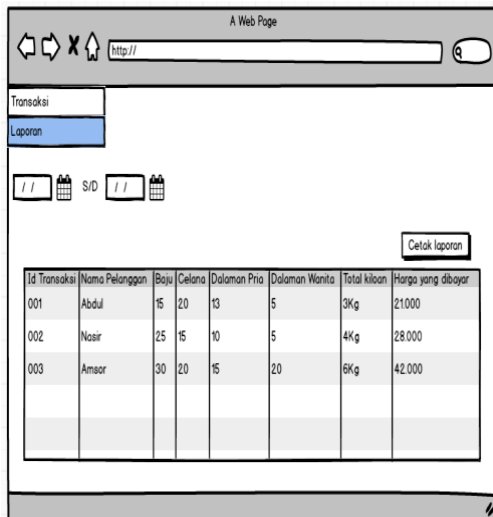 A Web Page
http://
Transaksi
Laporan
/ / S/D / /
Cetak laporan
Id Transaksi Nama Pelanggan Baju Celana Dalaman Pria Dalaman Wanita Total kiloan Harga yang dibayar
001 Abdul 15 20 13 5 3Kg 21.000
002 Nasir 25 15 10 5 4Kg 28.000
003 Amsor 30 20 15 20 6Kg 42.000